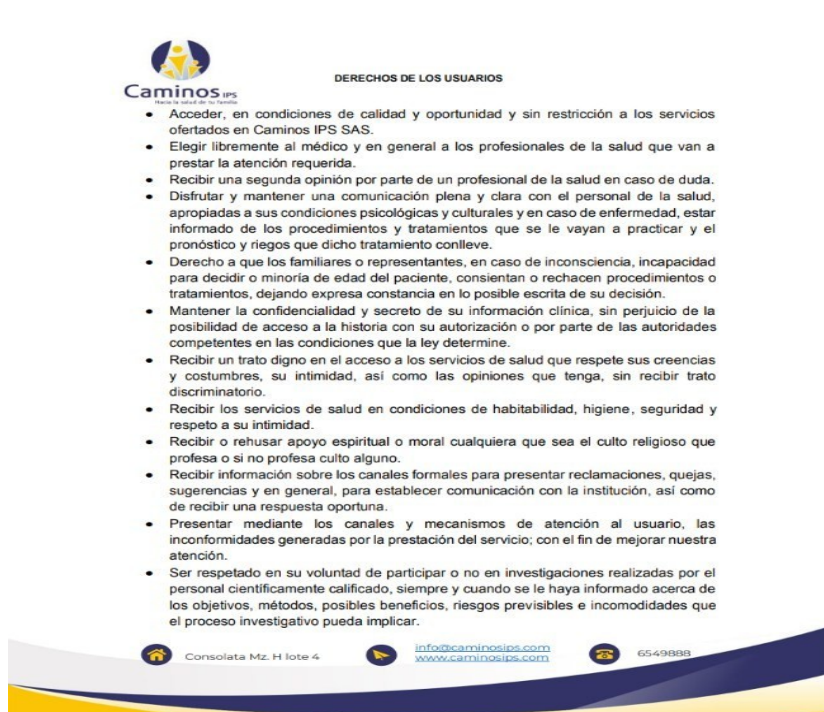 Caminos IPS
Hacia la salud de tu familia
DERECHOS DE LOS USUARIOS
• Acceder, en condiciones de calidad y oportunidad y sin restricción a los servicios
ofertados en Caminos IPS SAS.
• Elegir libremente al médico y en general a los profesionales de la salud que van a
prestar la atención requerida.
• Recibir una segunda opinión por parte de un profesional de la salud en caso de duda.
• Disfrutar y mantener una comunicación plena y clara con el personal de la salud,
apropiadas a sus condiciones psicológicas y culturales y en caso de enfermedad, estar
informado de los procedimientos y tratamientos que se le vayan a practicar y el
pronóstico y riegos que dicho tratamiento conlleve.
• Derecho a que los familiares o representantes, en caso de inconsciencia, incapacidad
para decidir o minoría de edad del paciente, consientan o rechacen procedimientos o
tratamientos, dejando expresa constancia en lo posible escrita de su decisión.
• Mantener la confidencialidad y secreto de su información clínica, sin perjuicio de la
posibilidad de acceso a la historia con su autorización o por parte de las autoridades
competentes en las condiciones que la ley determine.
• Recibir un trato digno en el acceso a los servicios de salud que respete sus creencias
y costumbres, su intimidad, así como las opiniones que tenga, sin recibir trato
discriminatorio.
• Recibir los servicios de salud en condiciones de habitabilidad, higiene, seguridad y
respeto a su intimidad.
• Recibir o rehusar apoyo espiritual o moral cualquiera que sea el culto religioso que
profesa o si no profesa culto alguno.
• Recibir información sobre los canales formales para presentar reclamaciones, quejas,
sugerencias y en general, para establecer comunicación con la institución, así como
de recibir una respuesta oportuna.
• Presentar mediante los canales y mecanismos de atención al usuario, las
inconformidades generadas por la prestación del servicio; con el fin de mejorar nuestra
atención.
• Ser respetado en su voluntad de participar o no en investigaciones realizadas por el
personal científicamente calificado, siempre y cuando se le haya informado acerca de
los objetivos, métodos, posibles beneficios, riesgos previsibles e incomodidades que
el proceso investigativo pueda implicar.
Consolata Mz. H lote 4
info@caminosips.com
www.caminosips.com
6549888